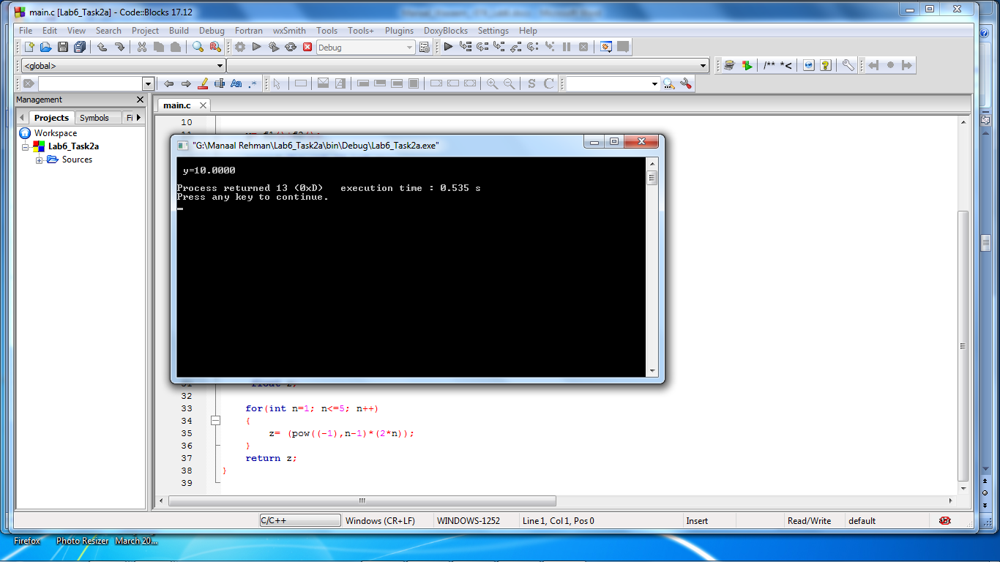 main.c [Lab6_Task2a] - Code::Blocks 17.12
File Edit View Search Project Build Debug Fortran wxSmith Tools Tools+ Plugins DoxyBlocks Settings Help
Debug
<global>
/** *<
Aa .*
S C
Management
main.c
Projects Symbols Fi
Workspace
Lab6_Task2a
Sources
10
"G:\Manaal Rehman\Lab6_Task2a\bin\Debug\Lab6_Task2a.exe"
y=10.0000
Process returned 13 (0xD) execution time : 0.535 s
Press any key to continue.
31 float z;
32
33 for(int n=1; n<=5; n++)
34 {
35 z= (pow((-1),n-1)*(2*n));
36 }
37 return z;
38 }
39
C/C++ Windows (CR+LF) WINDOWS-1252 Line 1, Col 1, Pos 0 Insert Read/Write default abc
Firefox Photo Resizer March 20...